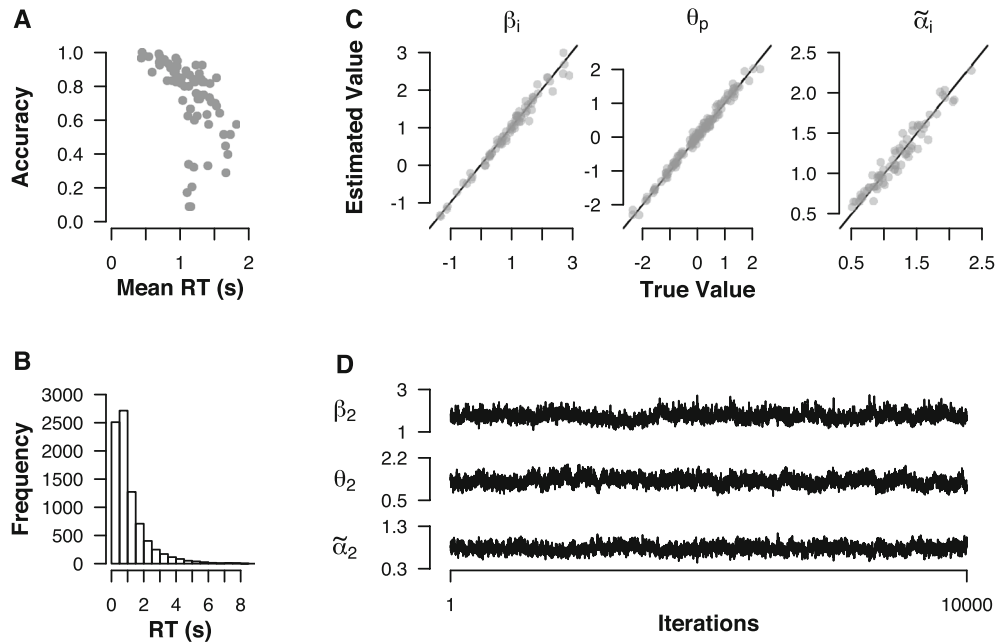 A
Accuracy
1.0
0.8
0.6
0.4
0.2
0.0
0 1 2
Mean RT (s)
B
Frequency
3000
2500
2000
1500
1000
500
0
0 2 4 6 8
RT (s)
C
Estimated Value
βi
3
2
1
0
-1
-1 1 3
θp
2
1
0
-1
-2
-2 0 1 2
α̃i
2.5
2.0
1.5
1.0
0.5
0.5 1.5 2.5
True Value
D
β2
3
1
θ2
2.2
0.5
α̃2
1.3
0.3
1 10000
Iterations